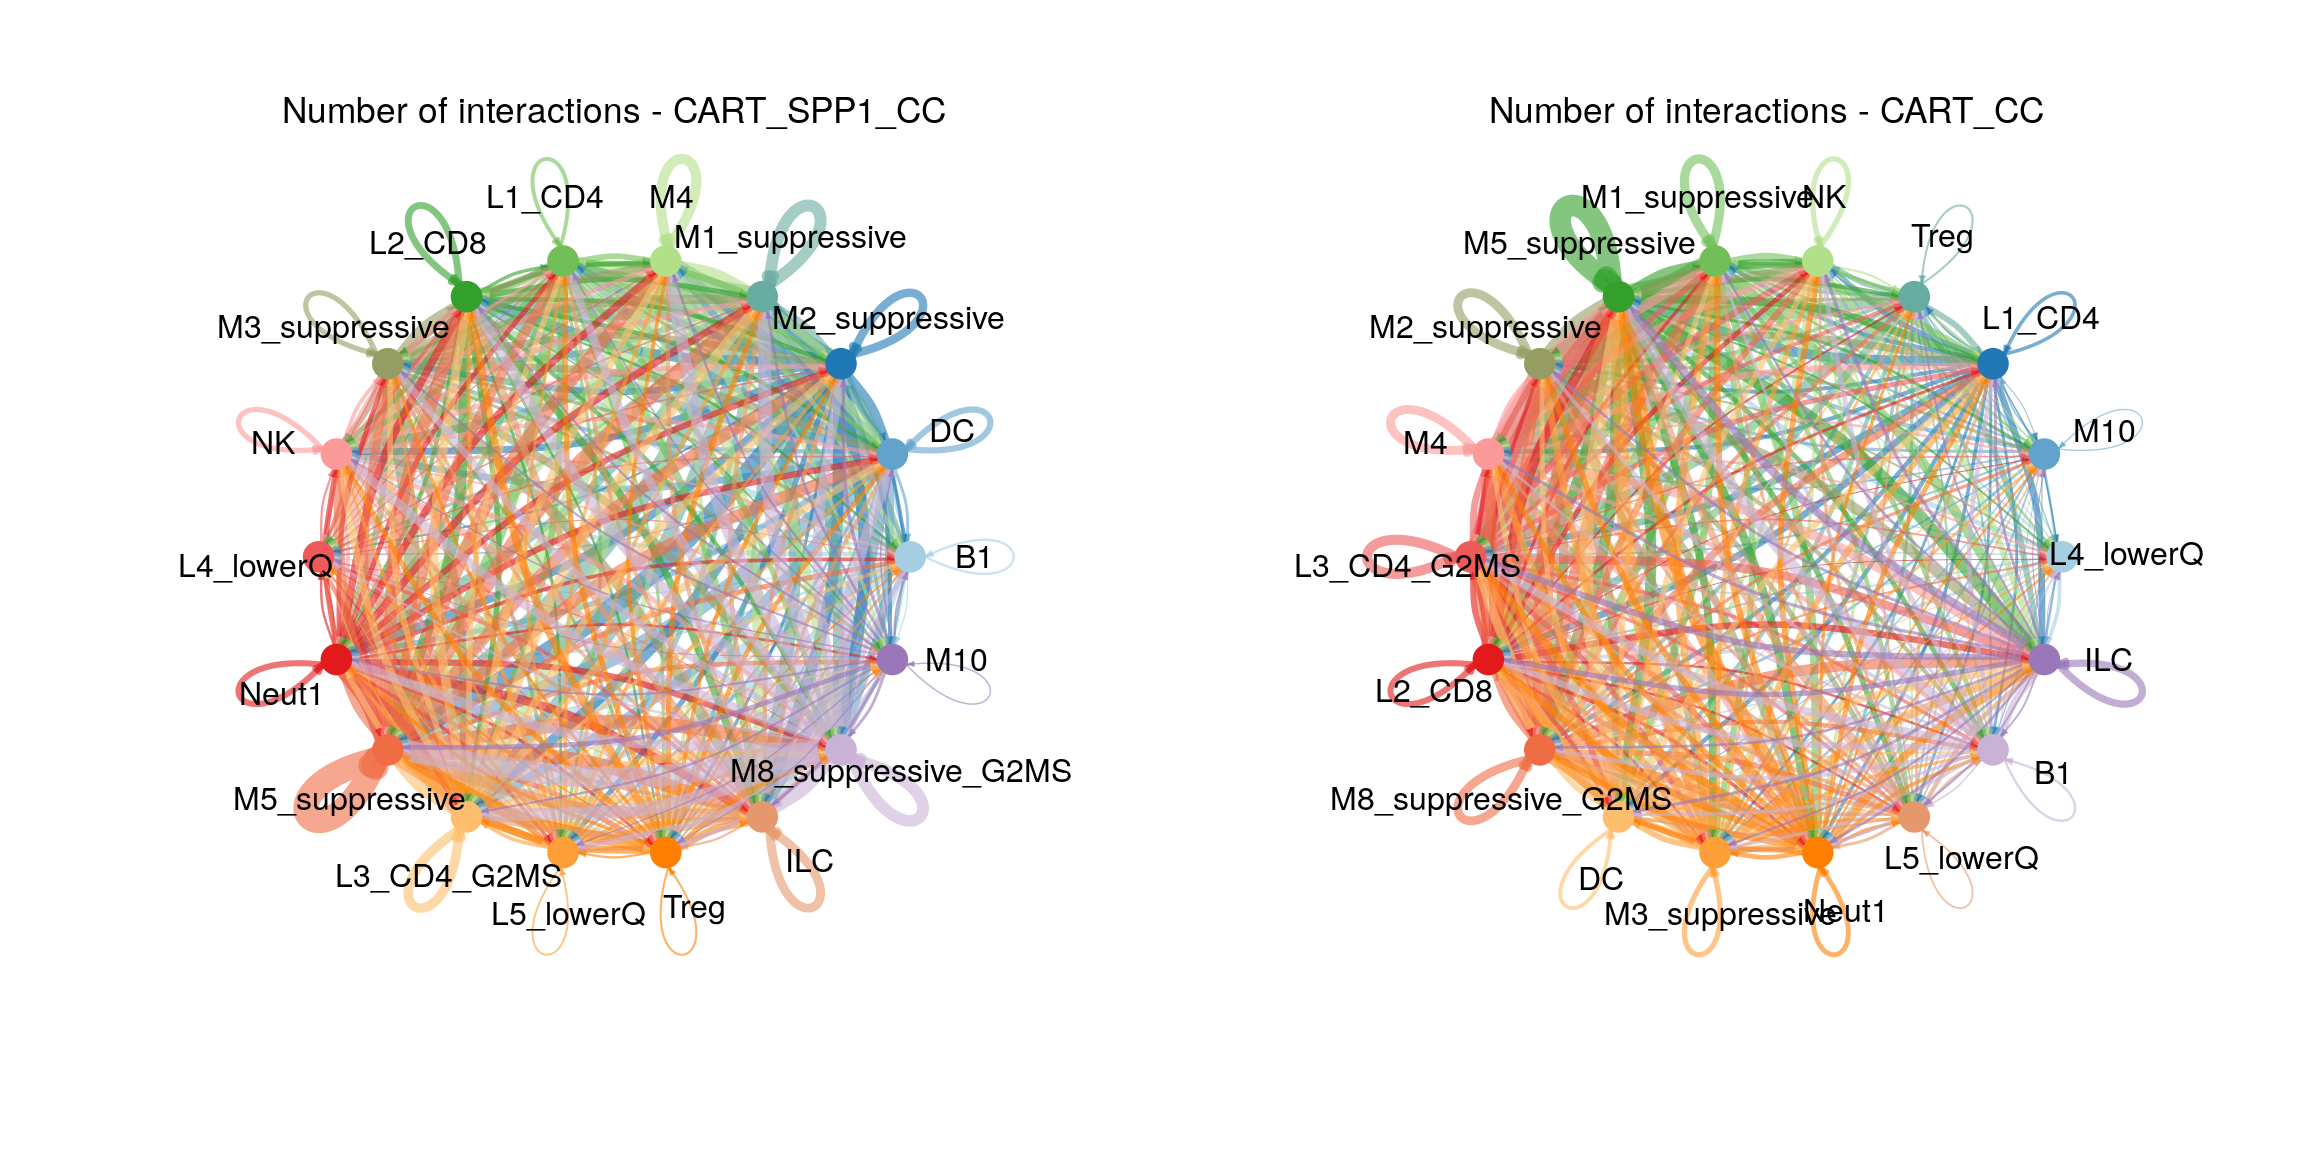 Number of interactions - CART_SPP1_CC
L1_CD4
M4
L2_CD8
M1_suppressive
M3_suppressive
M2_suppressive
NK
DC
L4_lowerQ
B1
Neut1
M10
M5_suppressive
M8_suppressive_G2MS
L3_CD4_G2MS
ILC
L5_lowerQ
Treg
Number of interactions - CART_CC
M1_suppressive
NK
M5_suppressive
Treg
M2_suppressive
L1_CD4
M4
M10
L3_CD4_G2MS
L4_lowerQ
L2_CD8
ILC
M8_suppressive_G2MS
B1
DC
L5_lowerQ
M3_suppressive
Neut1